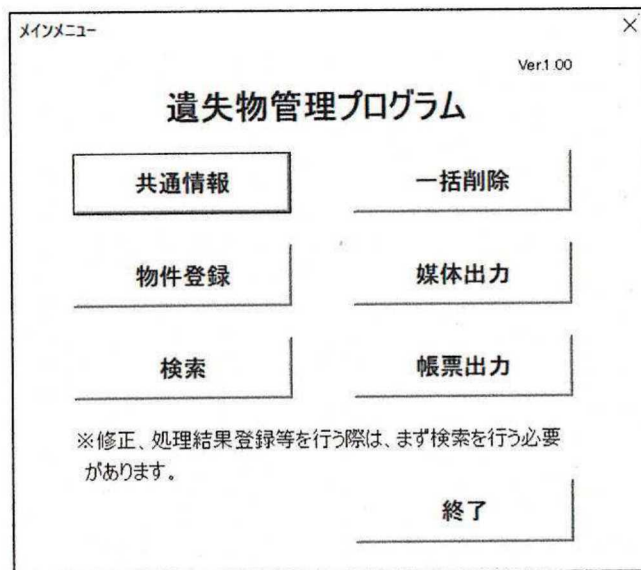 メインメニュー
Ver.1.00
遺失物管理プログラム
共通情報
一括削除
物件登録
媒体出力
検索
帳票出力
※修正、処理結果登録等を行う際は、まず検索を行う必要
があります。
終了